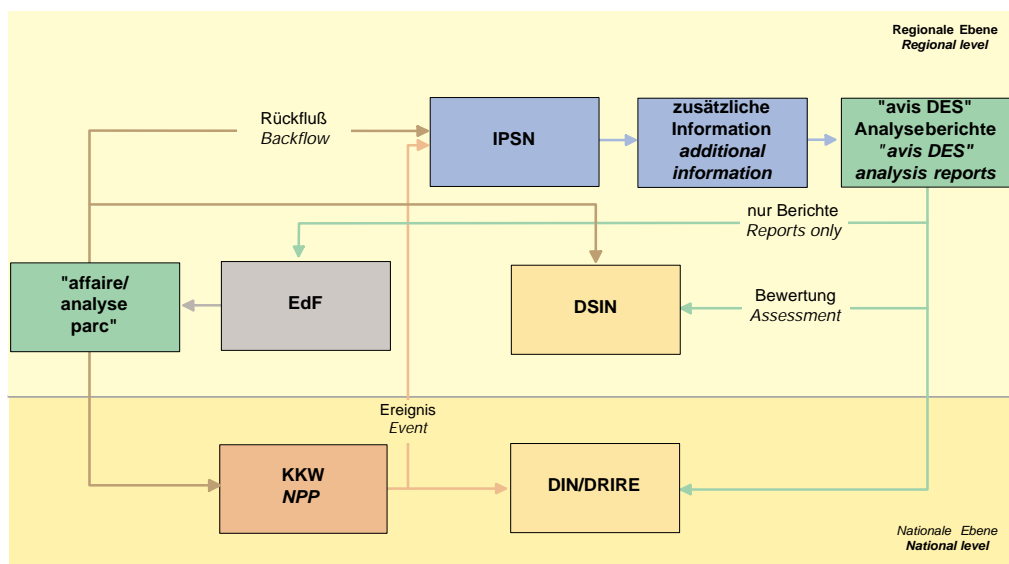 Regionale Ebene
Regional level
Rückfluß
Backflow
IPSN
zusätzliche
Information
additional
information
"avis DES"
Analyseberichte
"avis DES"
analysis reports
nur Berichte
Reports only
"affaire/
analyse
parc"
EdF
DSIN
Bewertung
Assessment
Ereignis
Event
KKW
NPP
DIN/DRIRE
Nationale Ebene
National level